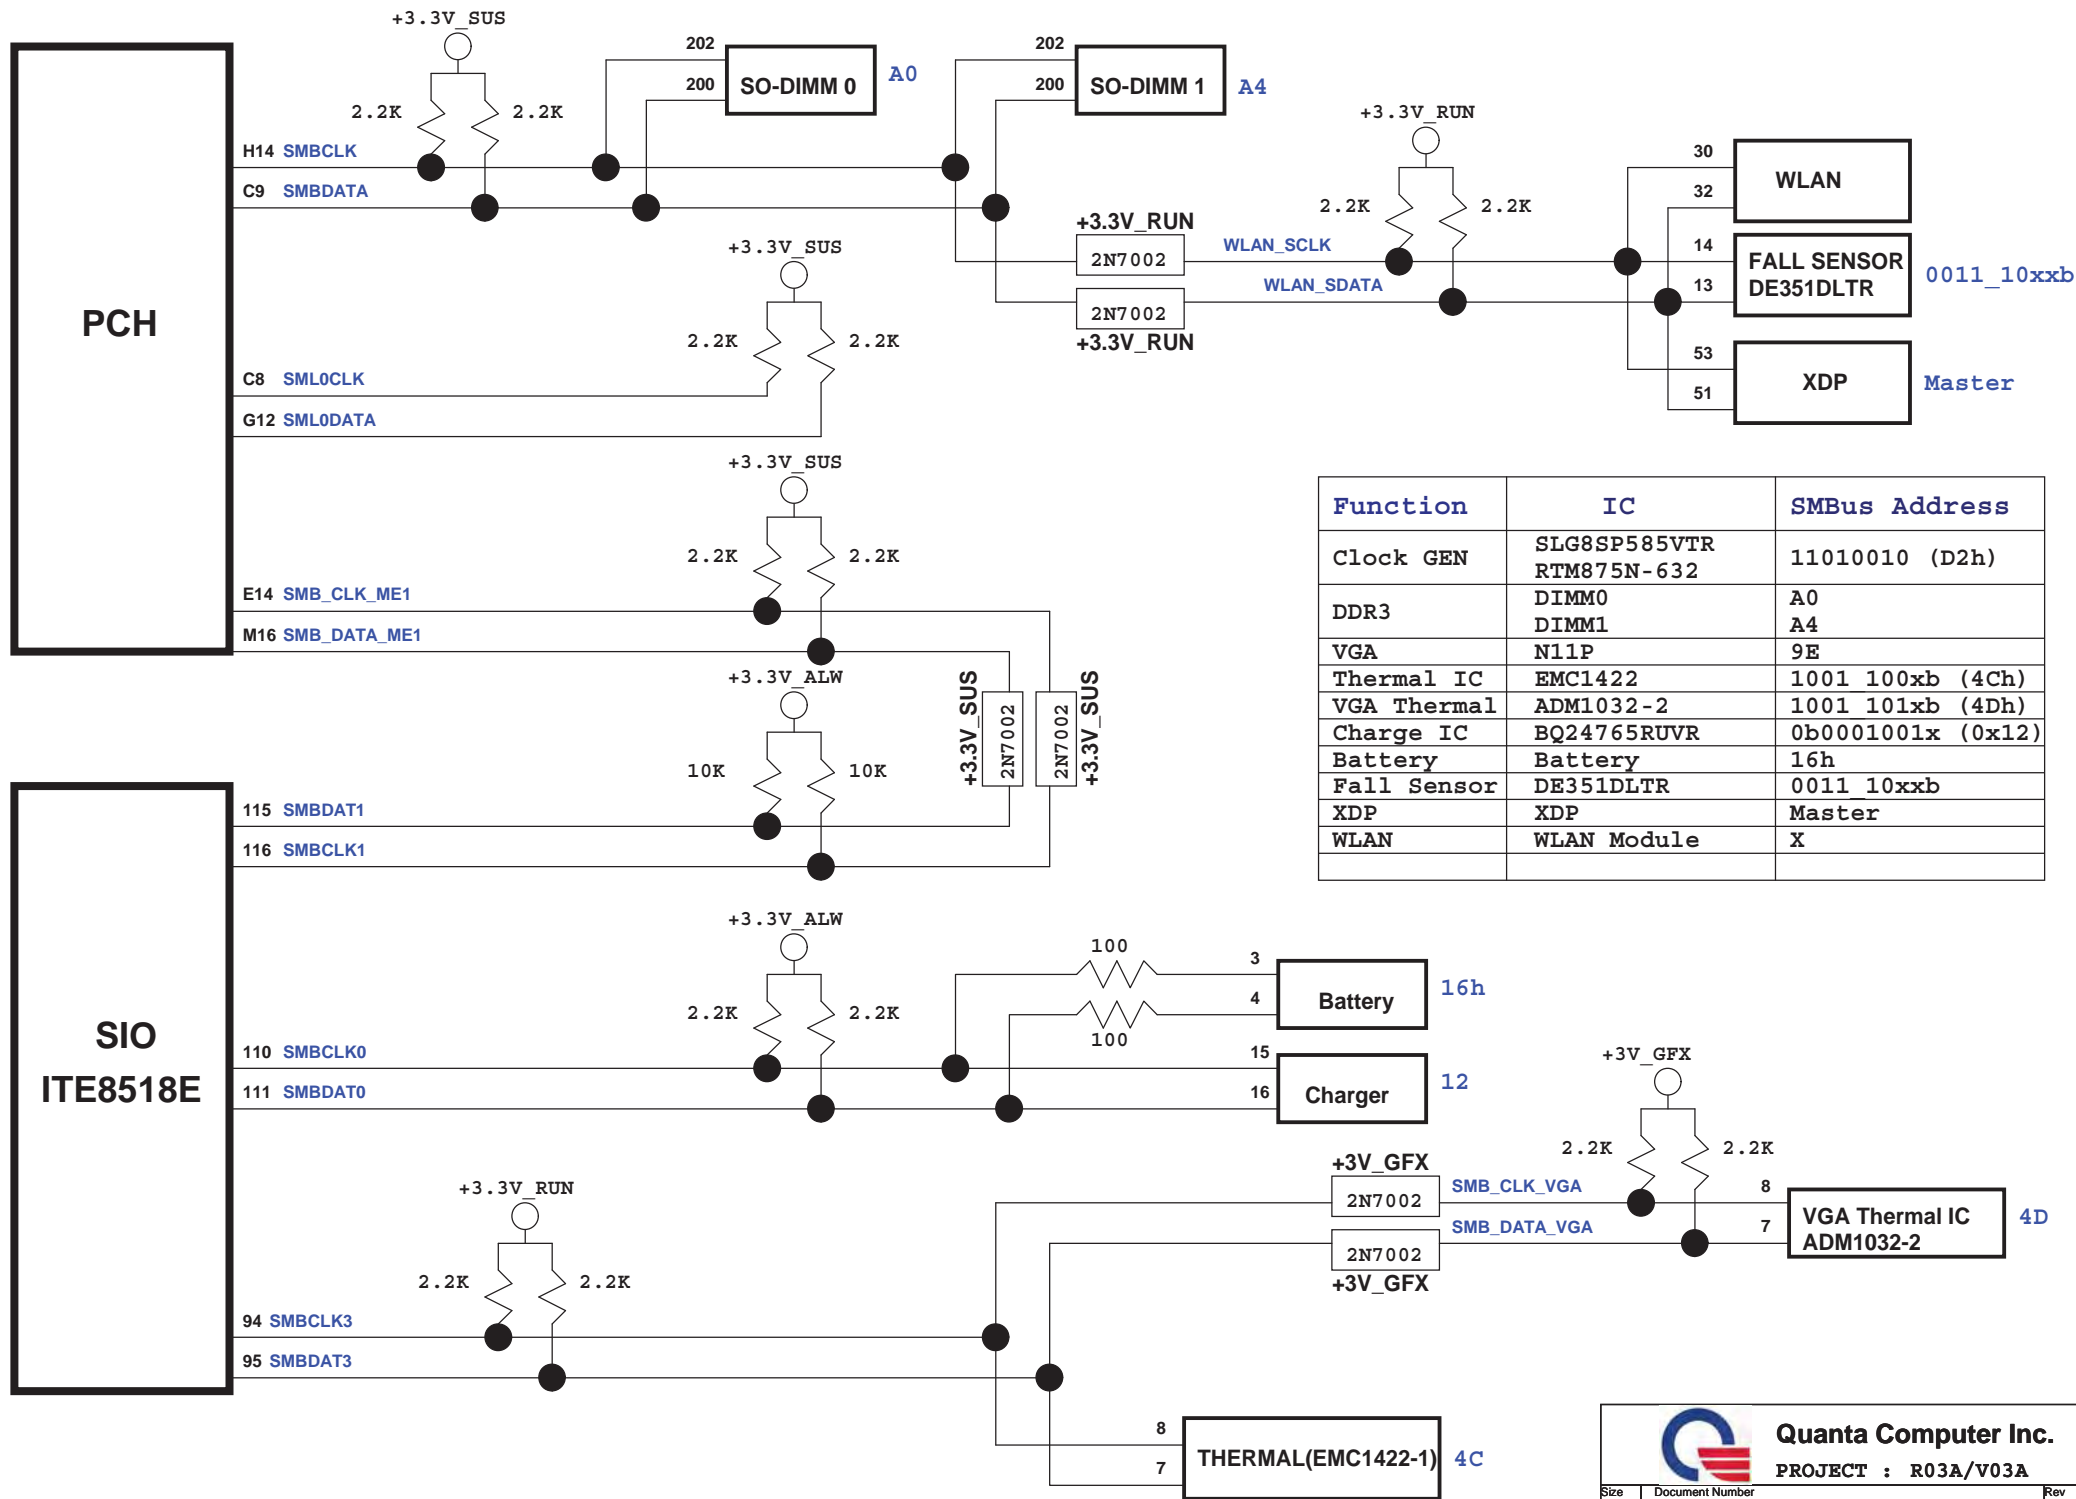 +3.3V_SUS
2.2K
2.2K
202
200
SO-DIMM 0
A0
202
200
SO-DIMM 1
A4
PCH
H14 SMBCLK
C9 SMBDATA
+3.3V_RUN
2.2K
2.2K
+3.3V_RUN
2N7002
WLAN_SCLK
2N7002
WLAN_SDATA
+3.3V_RUN
30
32
WLAN
14
13
FALL SENSOR
DE351DLTR
0011_10xxb
53
51
XDP
Master
+3.3V_SUS
2.2K
2.2K
C8 SML0CLK
G12 SML0DATA
+3.3V_SUS
2.2K
2.2K
E14 SMB_CLK_ME1
M16 SMB_DATA_ME1
+3.3V_SUS
2N7002
2N7002
+3.3V_SUS
Function IC SMBus Address
Clock GEN SLG8SP585VTR 11010010 (D2h)
RTM875N-632
DDR3 DIMM0 A0
DIMM1 A4
VGA N11P 9E
Thermal IC EMC1422 1001_100xb (4Ch)
VGA Thermal ADM1032-2 1001_101xb (4Dh)
Charge IC BQ24765RUVR 0b0001001x (0x12)
Battery Battery 16h
Fall Sensor DE351DLTR 0011_10xxb
XDP XDP Master
WLAN WLAN Module X
+3.3V_ALW
10K
10K
SIO
ITE8518E
115 SMBDAT1
116 SMBCLK1
+3.3V_ALW
2.2K
2.2K
110 SMBCLK0
111 SMBDAT0
100
100
3
4
Battery
16h
15
16
Charger
12
+3.3V_RUN
2.2K
2.2K
94 SMBCLK3
95 SMBDAT3
+3V_GFX
2N7002
SMB_CLK_VGA
2N7002
SMB_DATA_VGA
+3V_GFX
+3V_GFX
2.2K
2.2K
8
7
VGA Thermal IC
ADM1032-2
4D
8
7
THERMAL(EMC1422-1)
4C
Quanta Computer Inc.
PROJECT : R03A/V03A
Size Document Number Rev